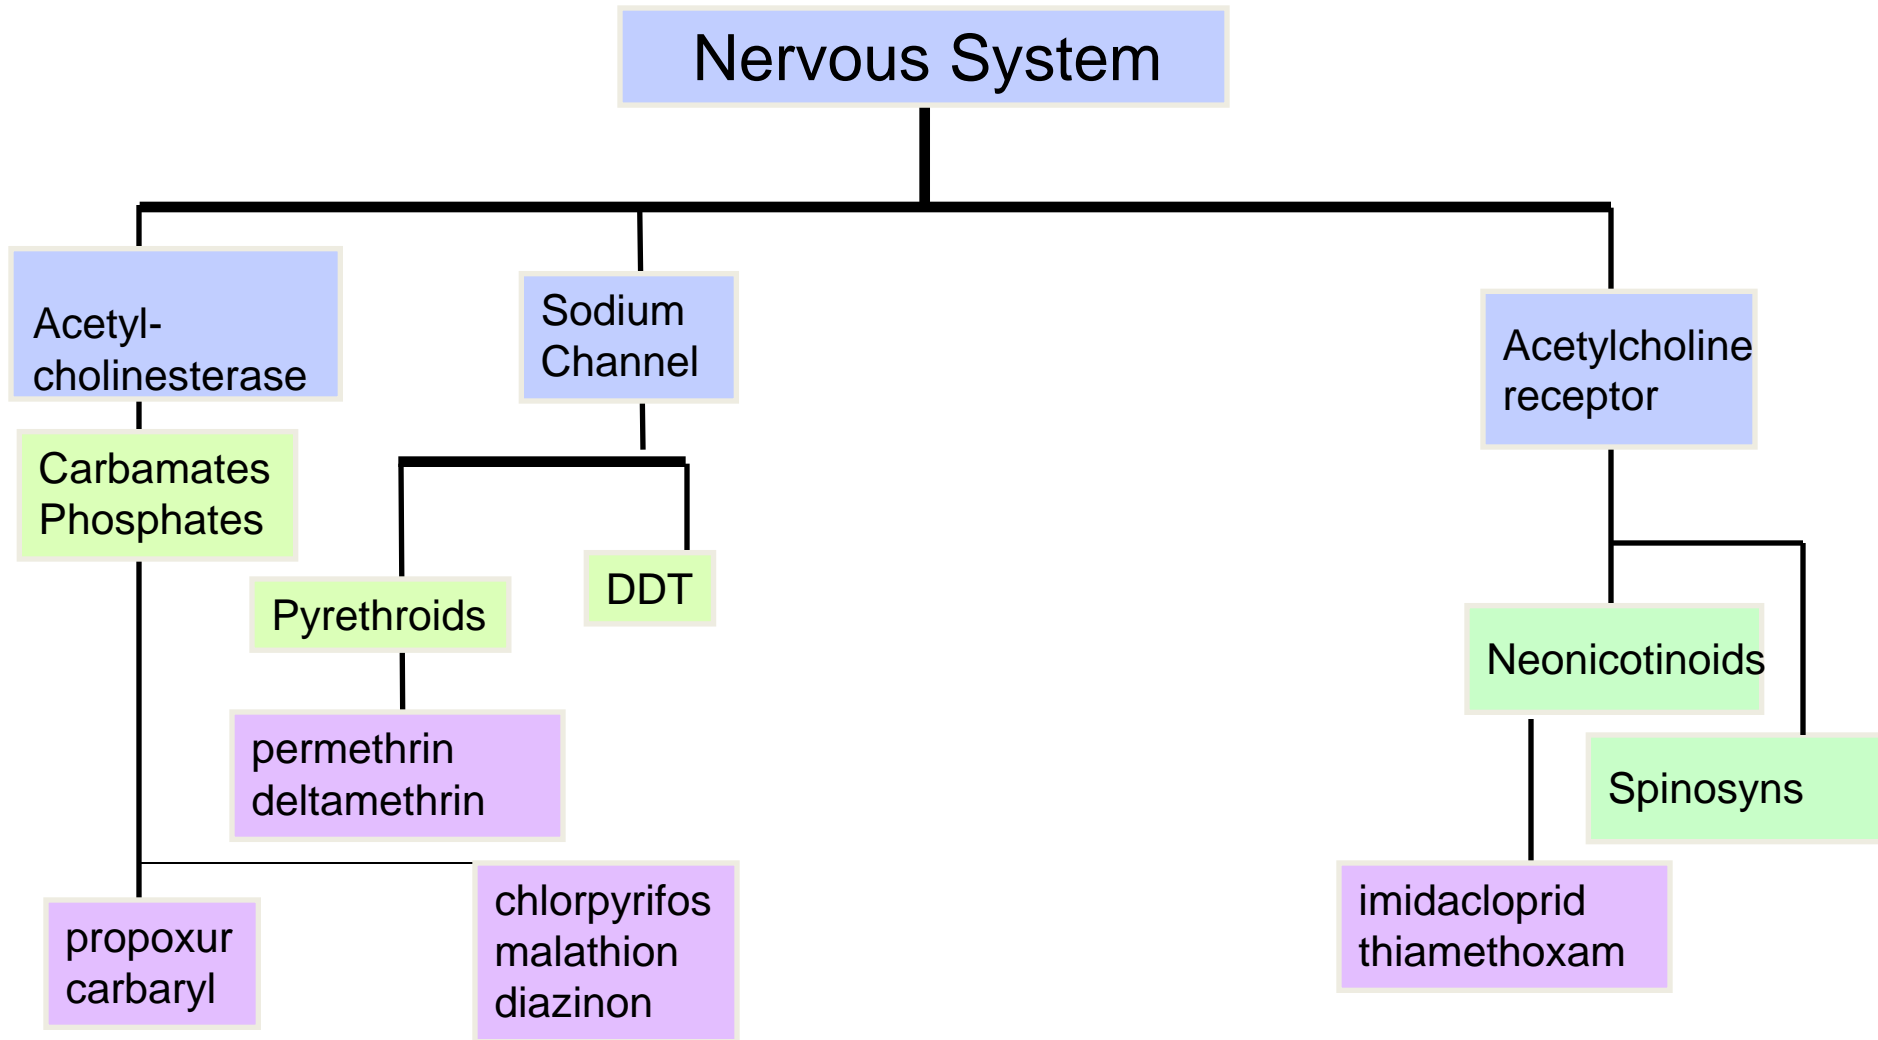 Nervous System
Acetyl-
cholinesterase
Sodium
Channel
Acetylcholine
receptor
Carbamates
Phosphates
Pyrethroids
DDT
Neonicotinoids
Spinosyns
permethrin
deltamethrin
propoxur
carbaryl
chlorpyrifos
malathion
diazinon
imidacloprid
thiamethoxam